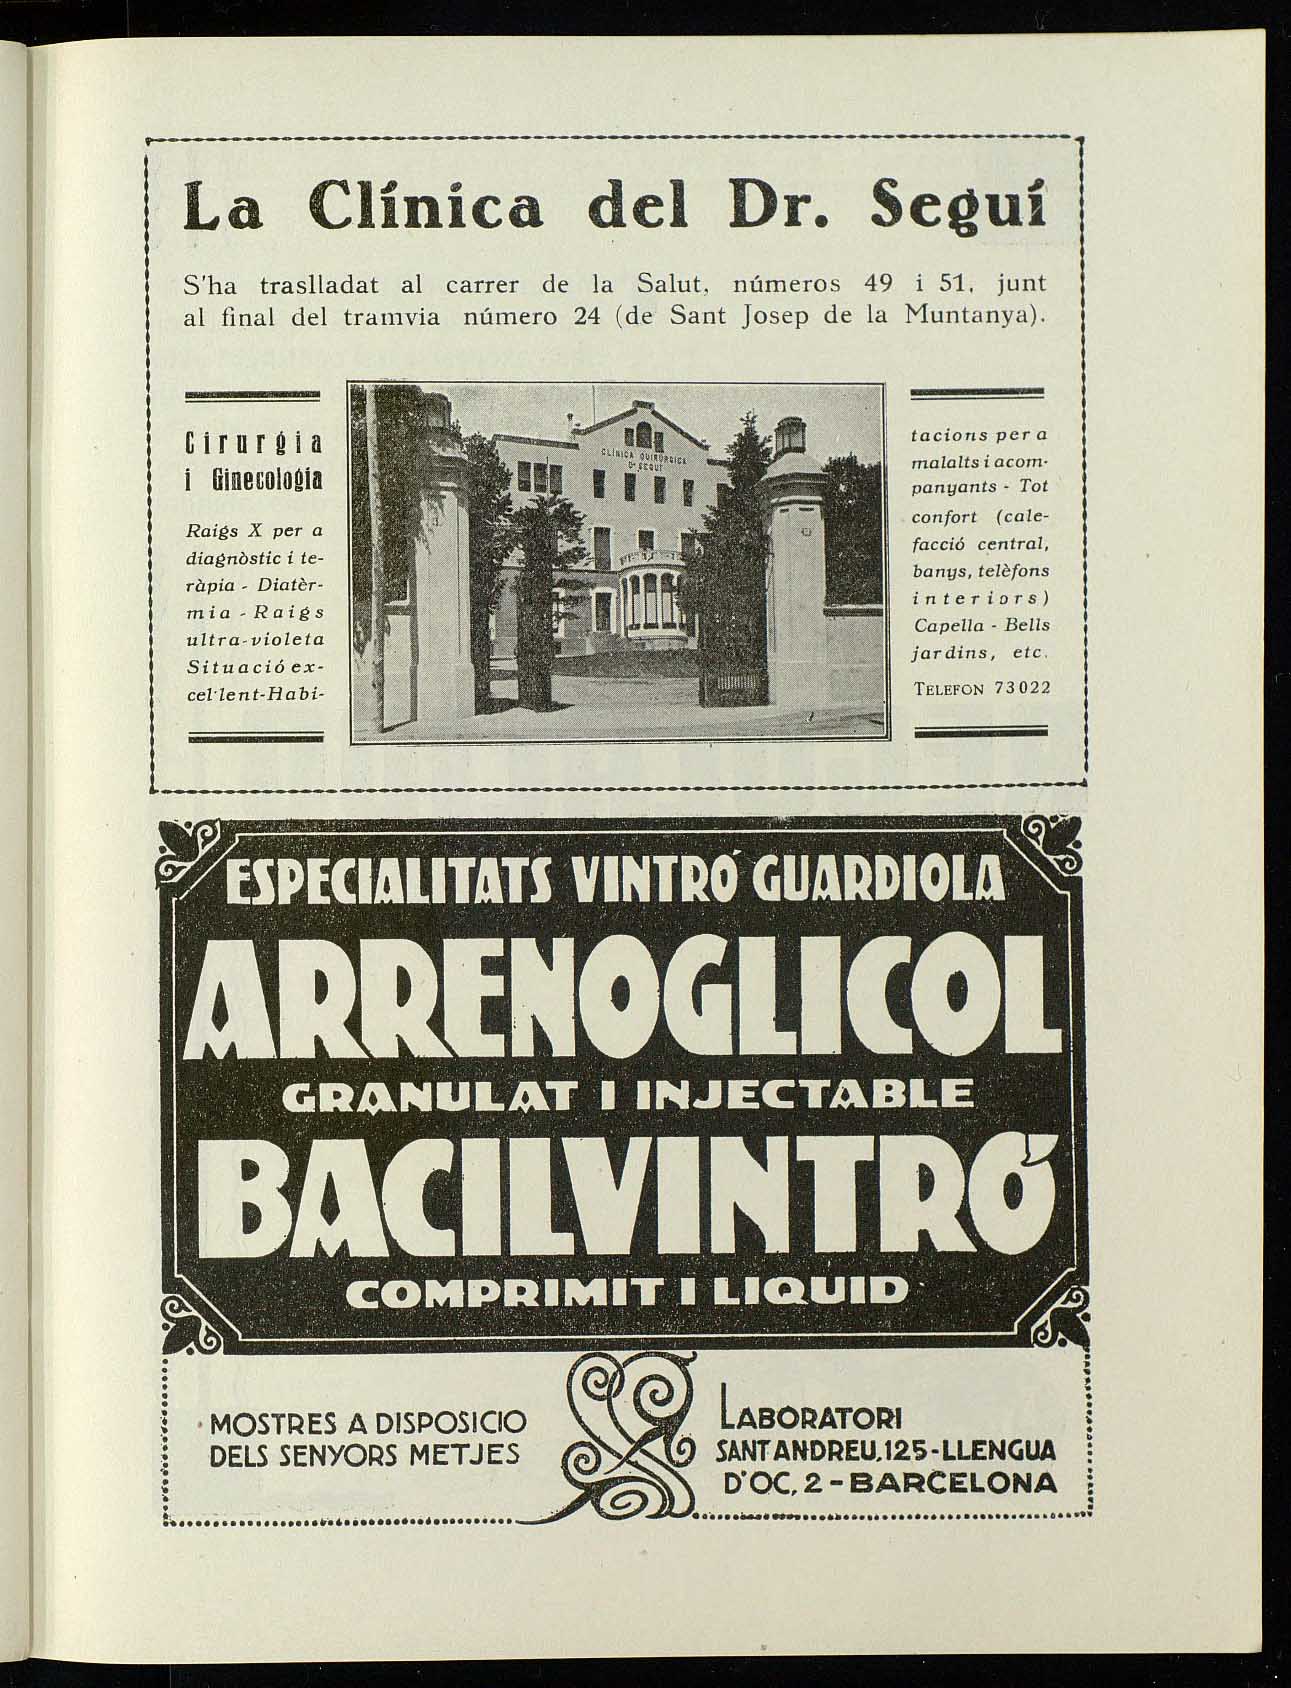 La Clínica del Dr. Seguí
S'ha traslladat al carrer de la Salut, números 49 i 51, junt
al final del tramvia número 24 (de Sant Josep de la Muntanya).
Cirurgia
i Ginecologia
Raigs X per a
diagnòstic i te-
ràpia - Diatèr-
mia - Raigs
ultra-violeta
Situació ex-
cel·lent-Habi-
CLÍNICA QUIRÚRGICA
Dr SEGUÍ
tacions per a
malalts i acom-
panyants - Tot
confort (cale-
facció central,
banys, telèfons
interiors)
Capella - Bells
jardins, etc.
TELEFON 73022
ESPECIALITATS VINTRÓ GUARDIOLA
ARRENOGLICOL
GRANULAT I INJECTABLE
BACILVINTRÓ
COMPRIMIT I LIQUID
MOSTRES A DISPOSICIO
DELS SENYORS METJES
LABORATORI
SANT ANDREU, 125 - LLENGUA
D'OC, 2 - BARCELONA